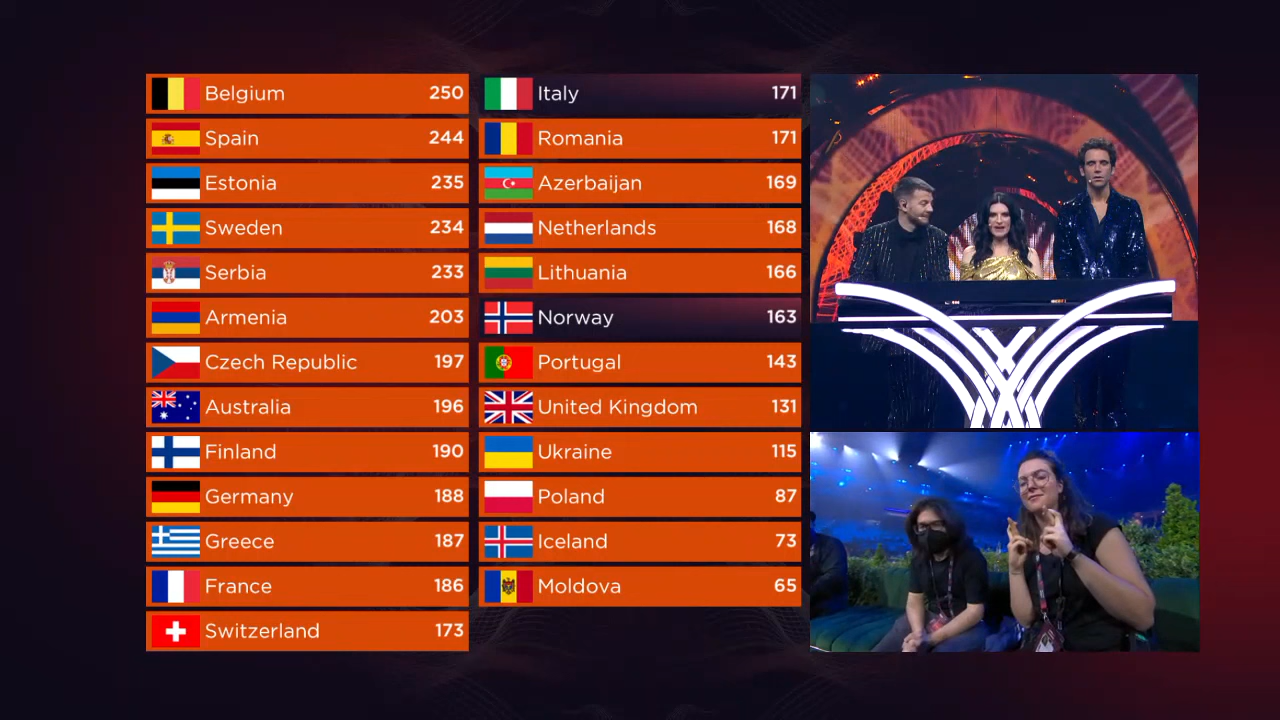 Belgium 250
Spain 244
Estonia 235
Sweden 234
Serbia 233
Armenia 203
Czech Republic 197
Australia 196
Finland 190
Germany 188
Greece 187
France 186
Switzerland 173
Italy 171
Romania 171
Azerbaijan 169
Netherlands 168
Lithuania 166
Norway 163
Portugal 143
United Kingdom 131
Ukraine 115
Poland 87
Iceland 73
Moldova 65